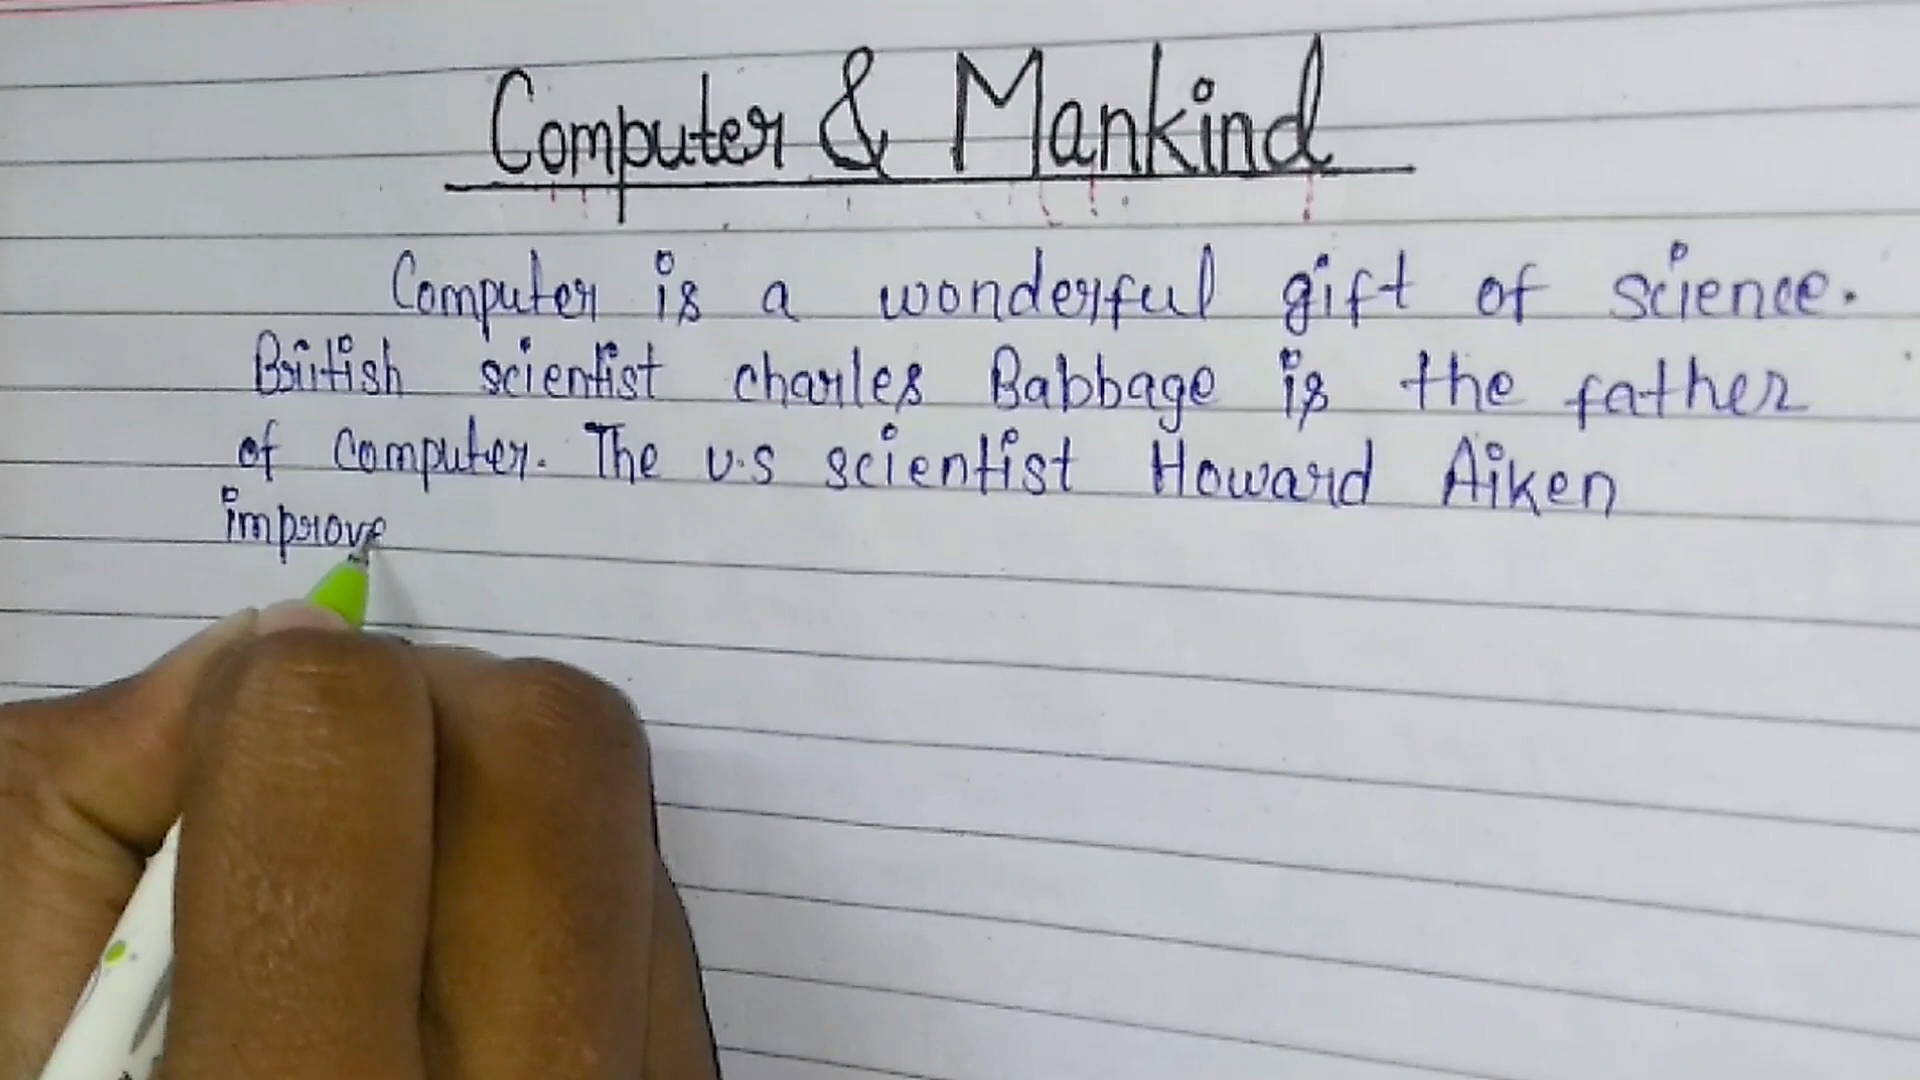 Computer & Mankind
Computer is a wonderful gift of science.
British scientist charles Babbage is the father
of computer. The U.S scientist Howard Aiken
improve